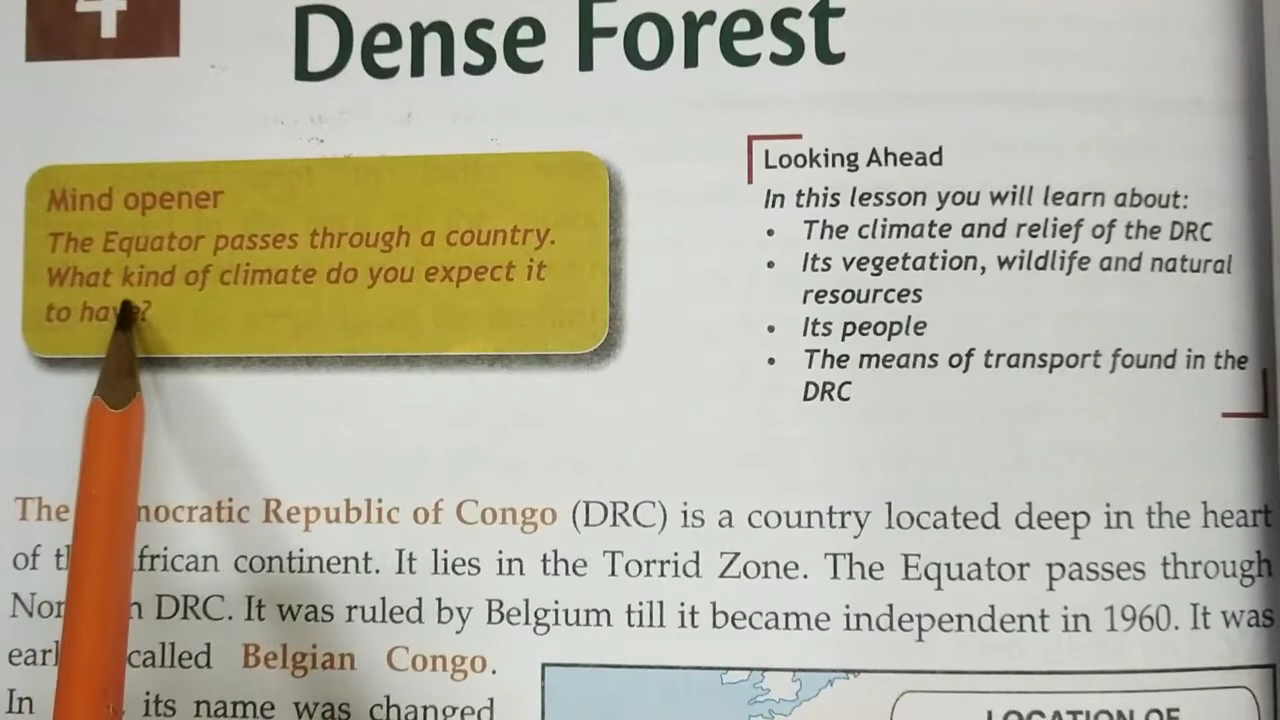 4
Dense Forest
Mind opener
The Equator passes through a country.
What kind of climate do you expect it
to have?
Looking Ahead
In this lesson you will learn about:
• The climate and relief of the DRC
• Its vegetation, wildlife and natural
resources
• Its people
• The means of transport found in the
DRC
The Republic of Congo (DRC) is a country located deep in the heart
of continent. It lies in the Torrid Zone. The Equator passes through
DRC. It was ruled by Belgium till it became independent in 1960. It was
called Belgian Congo.
In its name was changed
LOCATION OF